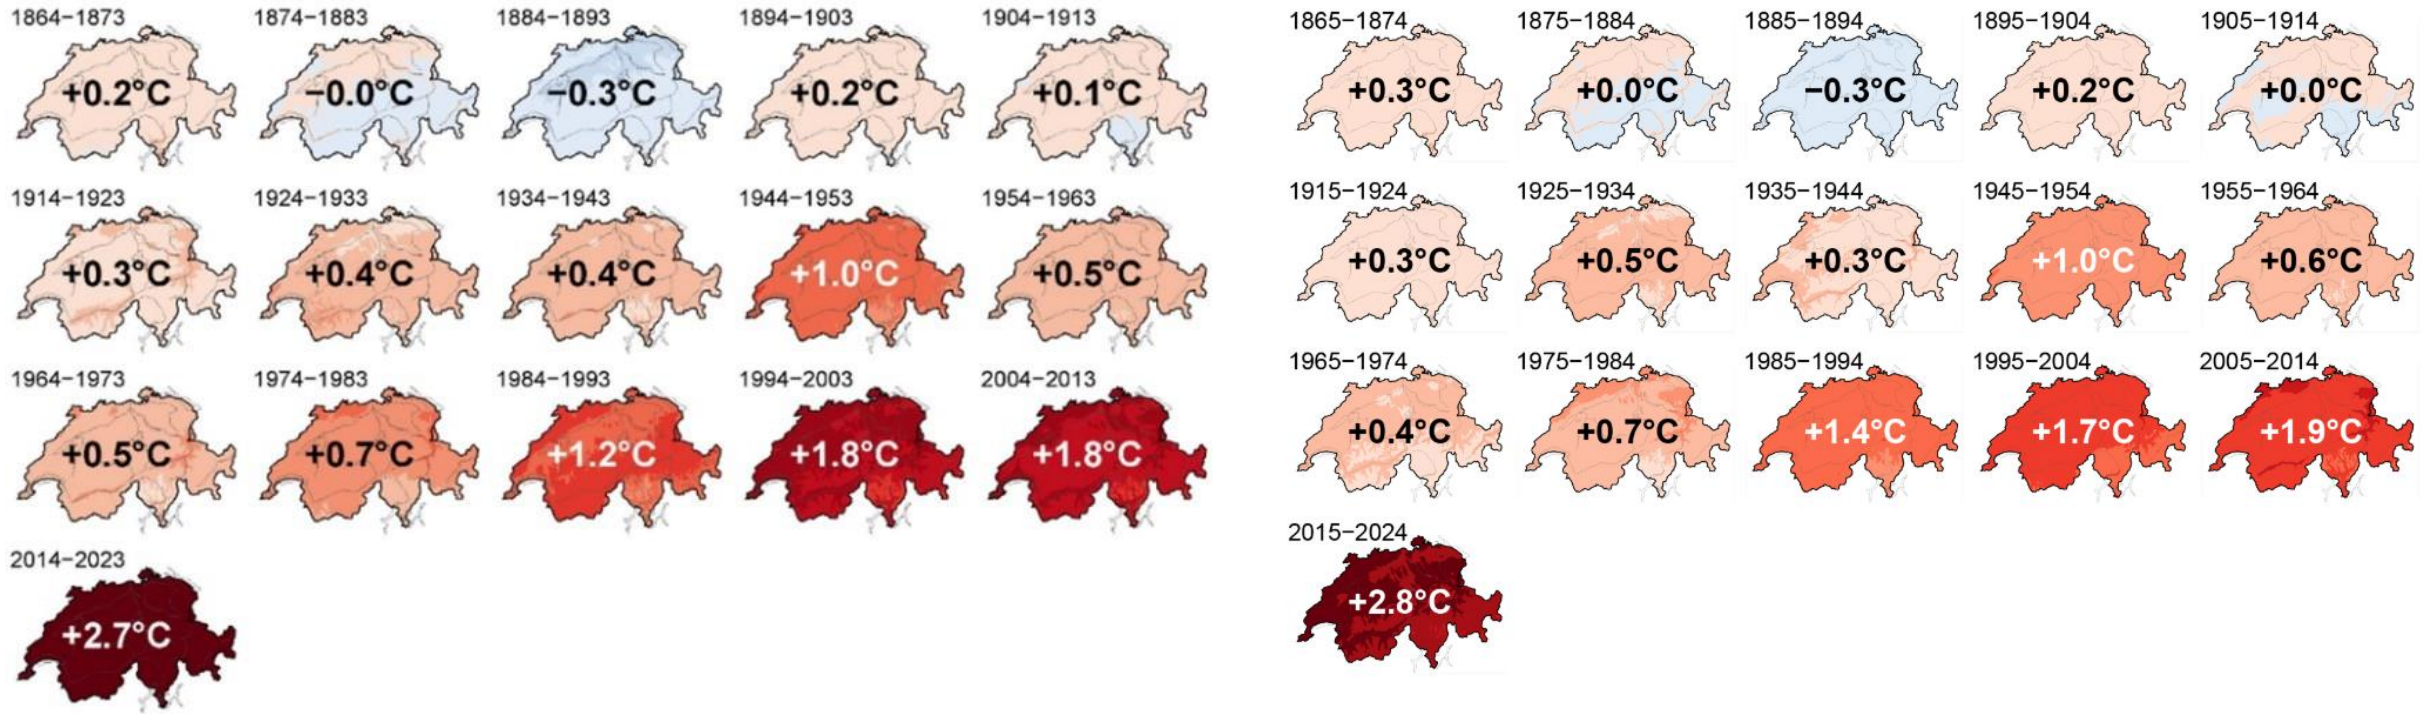 1864−1873 1874−1883 1884−1893 1894−1903 1904−1913
+0.2°C −0.0°C −0.3°C +0.2°C +0.1°C
1914−1923 1924−1933 1934−1943 1944−1953 1954−1963
+0.3°C +0.4°C +0.4°C +1.0°C +0.5°C
1964−1973 1974−1983 1984−1993 1994−2003 2004−2013
+0.5°C +0.7°C +1.2°C +1.8°C +1.8°C
2014−2023
+2.7°C
1865−1874 1875−1884 1885−1894 1895−1904 1905−1914
+0.3°C +0.0°C −0.3°C +0.2°C +0.0°C
1915−1924 1925−1934 1935−1944 1945−1954 1955−1964
+0.3°C +0.5°C +0.3°C +1.0°C +0.6°C
1965−1974 1975−1984 1985−1994 1995−2004 2005−2014
+0.4°C +0.7°C +1.4°C +1.7°C +1.9°C
2015−2024
+2.8°C